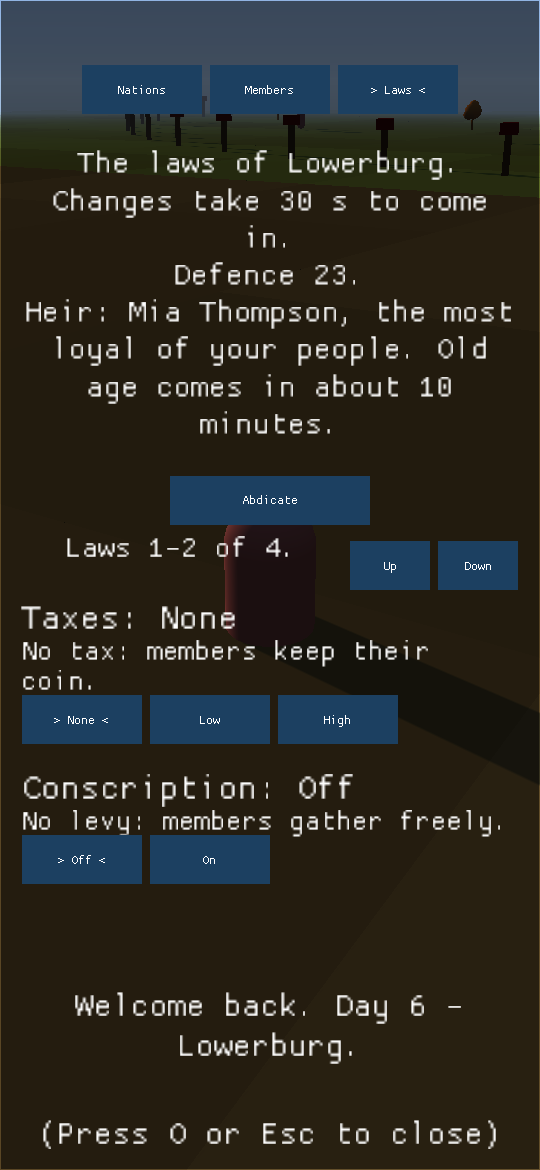 Nations Members > Laws <
The laws of Lowerburg.
Changes take 30 s to come
in.
Defence 23.
Heir: Mia Thompson, the most
loyal of your people. Old
age comes in about 10
minutes.
Abdicate
Laws 1-2 of 4. Up Down
Taxes: None
No tax: members keep their
coin.
> None < Low High
Conscription: Off
No levy: members gather freely.
> Off < On
Welcome back. Day 6 -
Lowerburg.
(Press O or Esc to close)